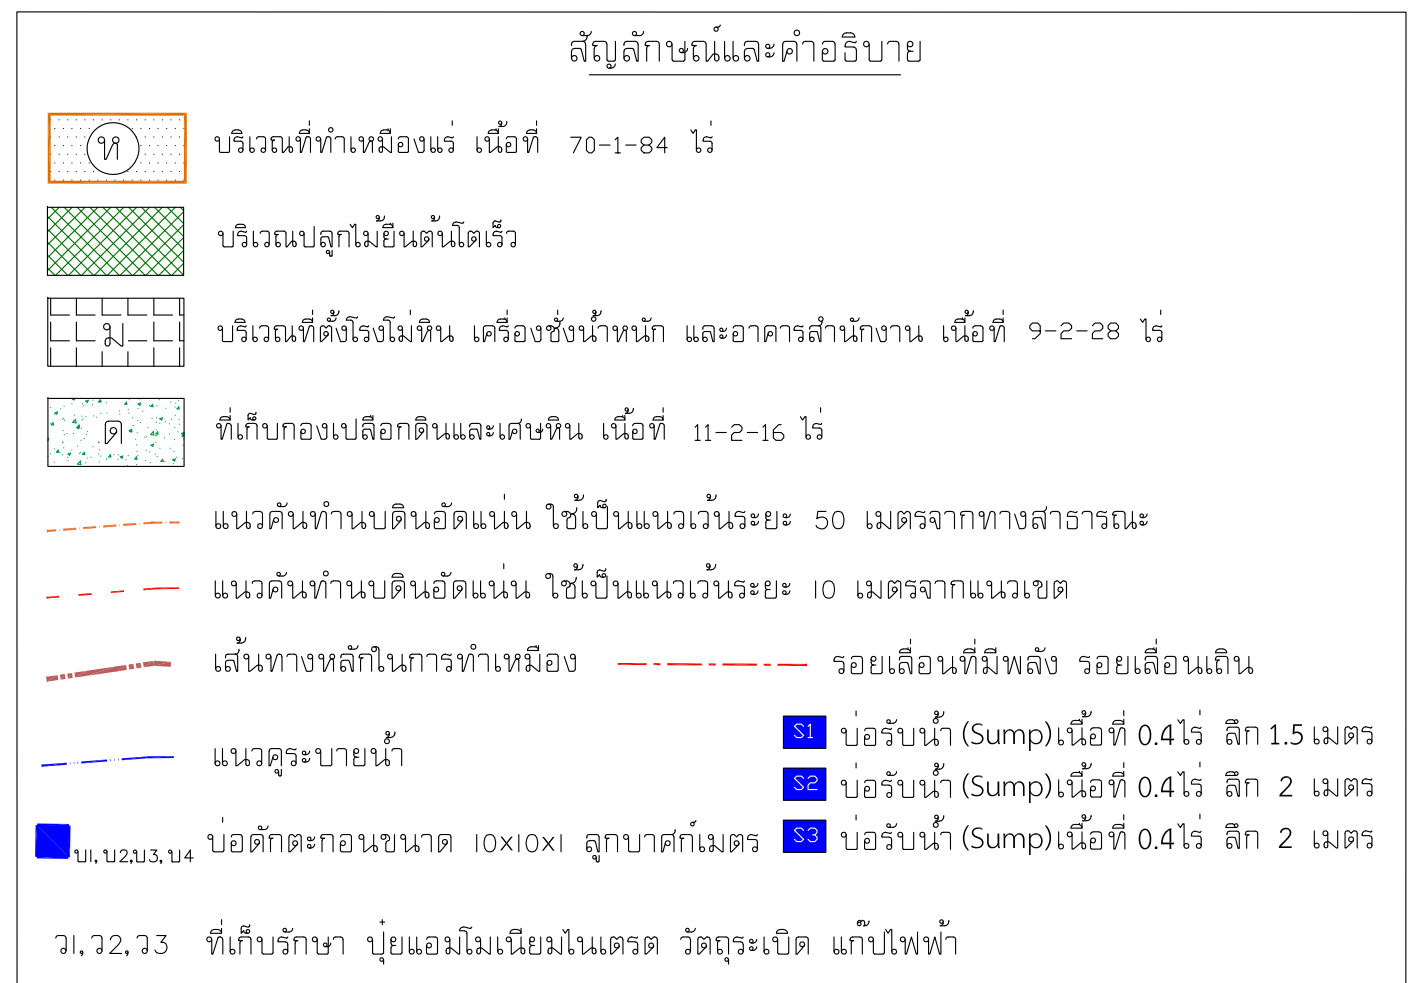 สัญลักษณ์และคำอธิบาย
ห บริเวณที่ทำเหมืองแร่ เนื้อที่ 70-1-84 ไร่
บริเวณปลูกไม้ยืนต้นโตเร็ว
ม บริเวณที่ตั้งโรงโม่หิน เครื่องชั่งน้ำหนัก และอาคารสำนักงาน เนื้อที่ 9-2-28 ไร่
ด ที่เก็บกองเปลือกดินและเศษหิน เนื้อที่ 11-2-16 ไร่
แนวคันทำนบดินอัดแน่น ใช้เป็นแนวเว้นระยะ 50 เมตรจากทางสาธารณะ
แนวคันทำนบดินอัดแน่น ใช้เป็นแนวเว้นระยะ 10 เมตรจากแนวเขต
เส้นทางหลักในการทำเหมือง
รอยเลื่อนที่มีพลัง รอยเลื่อนเถิน
แนวคูระบายน้ำ
S1 บ่อรับน้ำ (Sump) เนื้อที่ 0.4 ไร่ ลึก 1.5 เมตร
S2 บ่อรับน้ำ (Sump) เนื้อที่ 0.4 ไร่ ลึก 2 เมตร
S3 บ่อรับน้ำ (Sump) เนื้อที่ 0.4 ไร่ ลึก 2 เมตร
บ1, บ2,บ3, บ4 บ่อดักตะกอนขนาด 10x10x1 ลูกบาศก์เมตร
ว1, ว2, ว3 ที่เก็บรักษา ปุ๋ยแอมโมเนียมไนเตรต วัตถุระเบิด แก๊ปไฟฟ้า